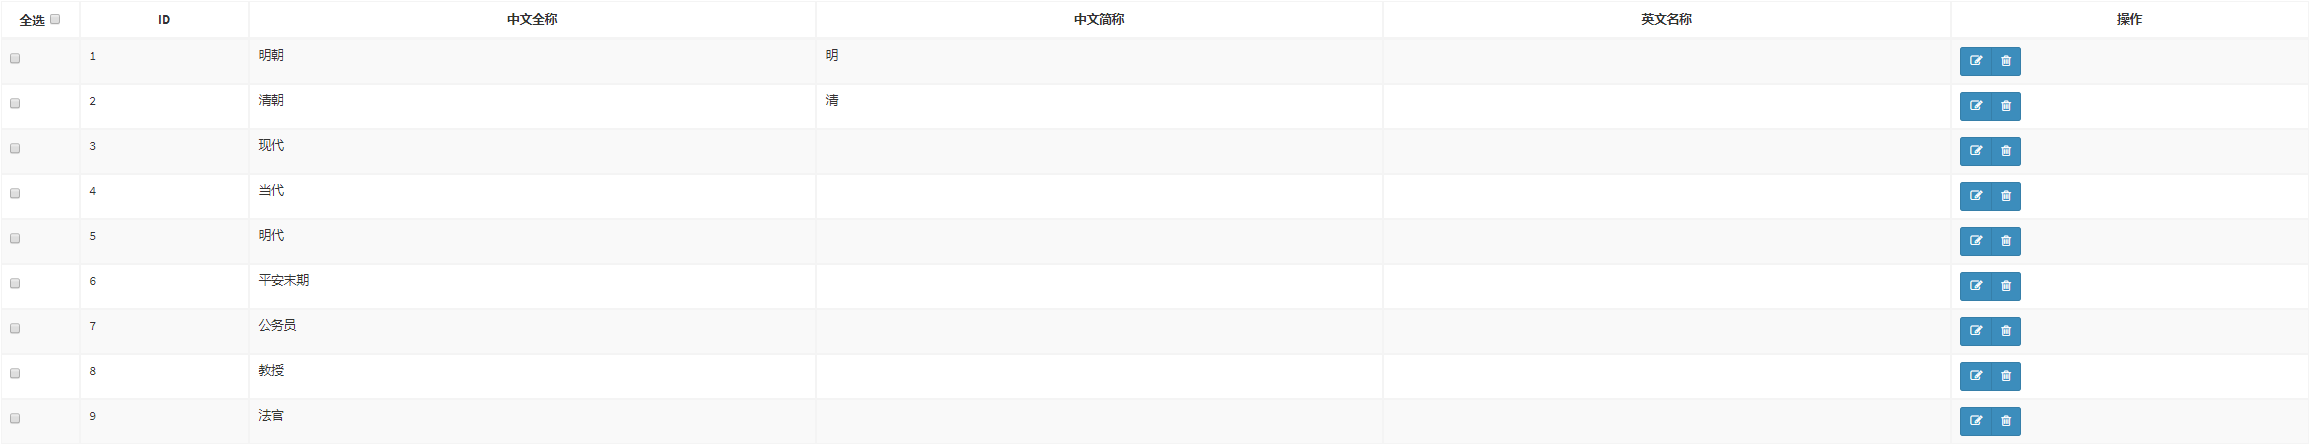 全选 ID 中文全称 中文简称 英文名称 操作
1 明朝 明
2 清朝 清
3 现代
4 当代
5 明代
6 平安末期
7 公务员
8 教授
9 法官